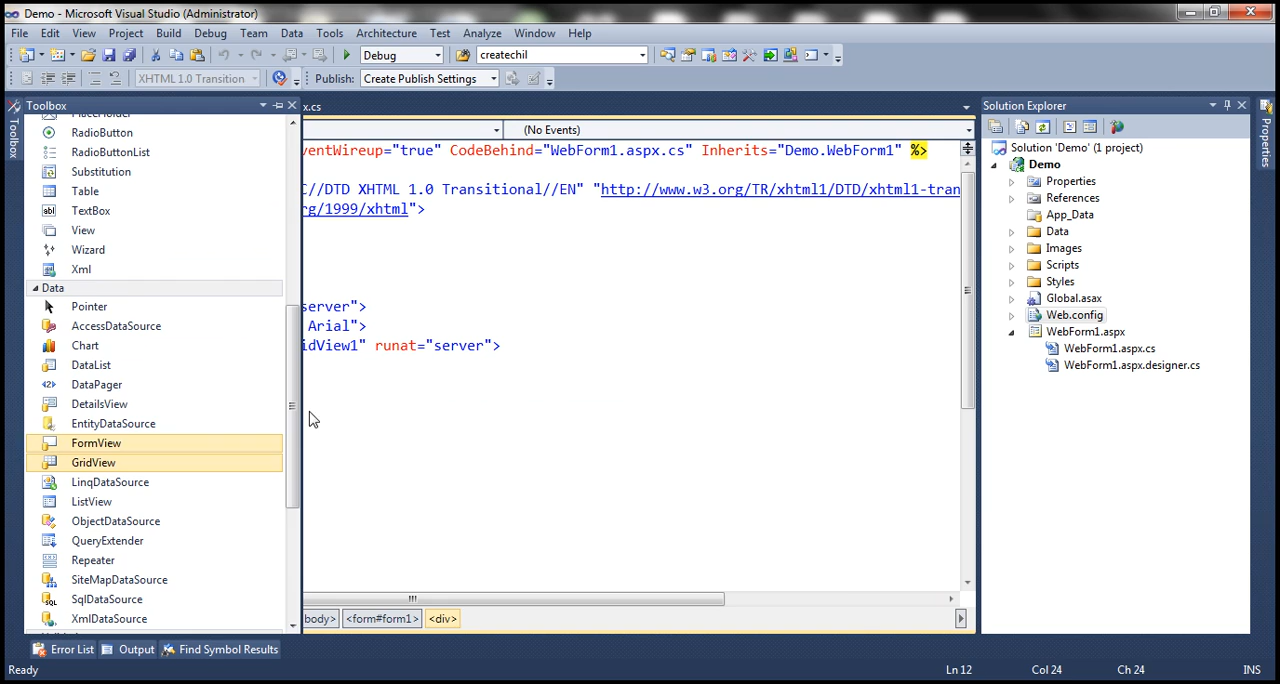 Demo - Microsoft Visual Studio (Administrator)
File Edit View Project Build Debug Team Data Tools Architecture Test Analyze Window Help
Debug createchil
XHTML 1.0 Transition Publish: Create Publish Settings
Toolbox x.cs Solution Explorer
Toolbox
Properties
RadioButton
RadioButtonList
Substitution
Table
TextBox
View
Wizard
Xml
Data
Pointer
AccessDataSource
Chart
DataList
DataPager
DetailsView
EntityDataSource
FormView
GridView
LinqDataSource
ListView
ObjectDataSource
QueryExtender
Repeater
SiteMapDataSource
SqlDataSource
XmlDataSource
(No Events)
ventWireup="true" CodeBehind="WebForm1.aspx.cs" Inherits="Demo.WebForm1" %>
C//DTD XHTML 1.0 Transitional//EN" "http://www.w3.org/TR/xhtml1/DTD/xhtml1-tran
rg/1999/xhtml">
server">
Arial">
idView1" runat="server">
body> <form#form1> <div>
Solution 'Demo' (1 project)
Demo
Properties
References
App_Data
Data
Images
Scripts
Styles
Global.asax
Web.config
WebForm1.aspx
WebForm1.aspx.cs
WebForm1.aspx.designer.cs
Error List Output Find Symbol Results
Ready Ln 12 Col 24 Ch 24 INS